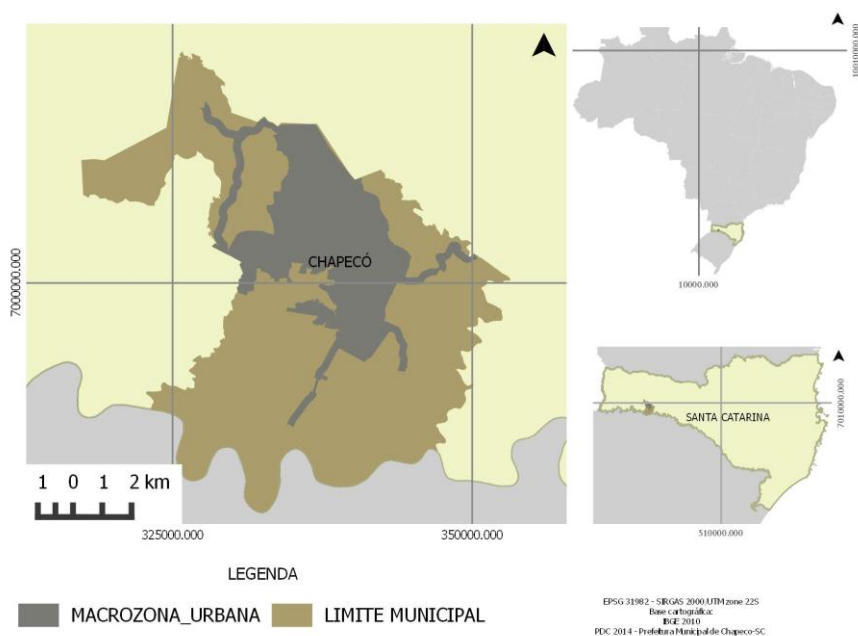 CHAPECÓ
7000000.000
1 0 1 2 km
325000.000
350000.000
10010000.000
10000.000
SANTA CATARINA
7010000.000
510000.000
LEGENDA
MACROZONA_URBANA
LIMITE MUNICIPAL
EPSG 31982 - SIRGAS 2000/UTM zone 22S
Base cartográfica:
IBGE 2010
PDC 2014 - Prefeitura Municipal de Chapeco-SC